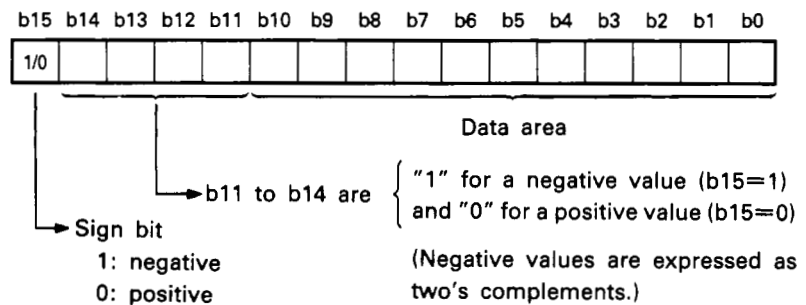 b15 b14 b13 b12 b11 b10 b9 b8 b7 b6 b5 b4 b3 b2 b1 b0
1/0
Data area
b11 to b14 are
"1" for a negative value (b15=1)
and "0" for a positive value (b15=0)
Sign bit
1: negative
0: positive
(Negative values are expressed as
two's complements.)